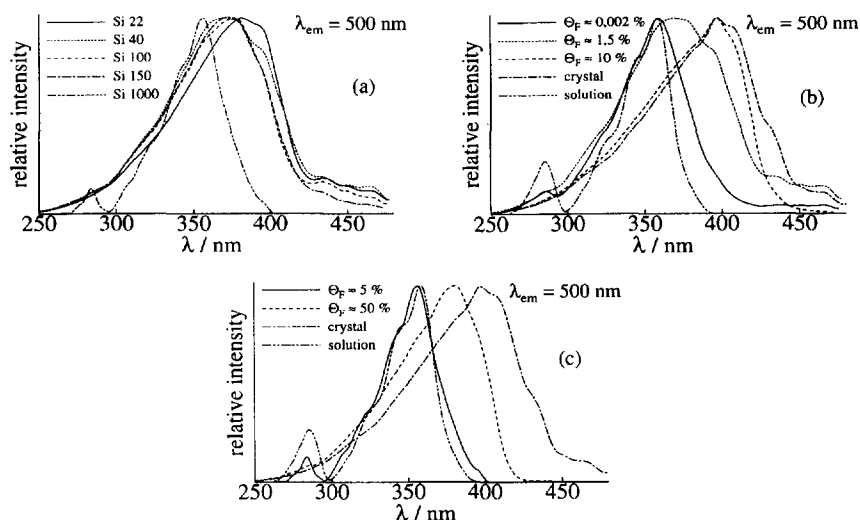 relative intensity
Si 22
Si 40
Si 100
Si 150
Si 1000
λem = 500 nm
(a)
250 300 350 400 450
λ / nm
relative intensity
ΘF ≈ 0,002 %
ΘF ≈ 1,5 %
ΘF ≈ 10 %
crystal
solution
λem = 500 nm
(b)
250 300 350 400 450
λ / nm
relative intensity
ΘF ≈ 5 %
ΘF ≈ 50 %
crystal
solution
λem = 500 nm
(c)
250 300 350 400 450
λ / nm